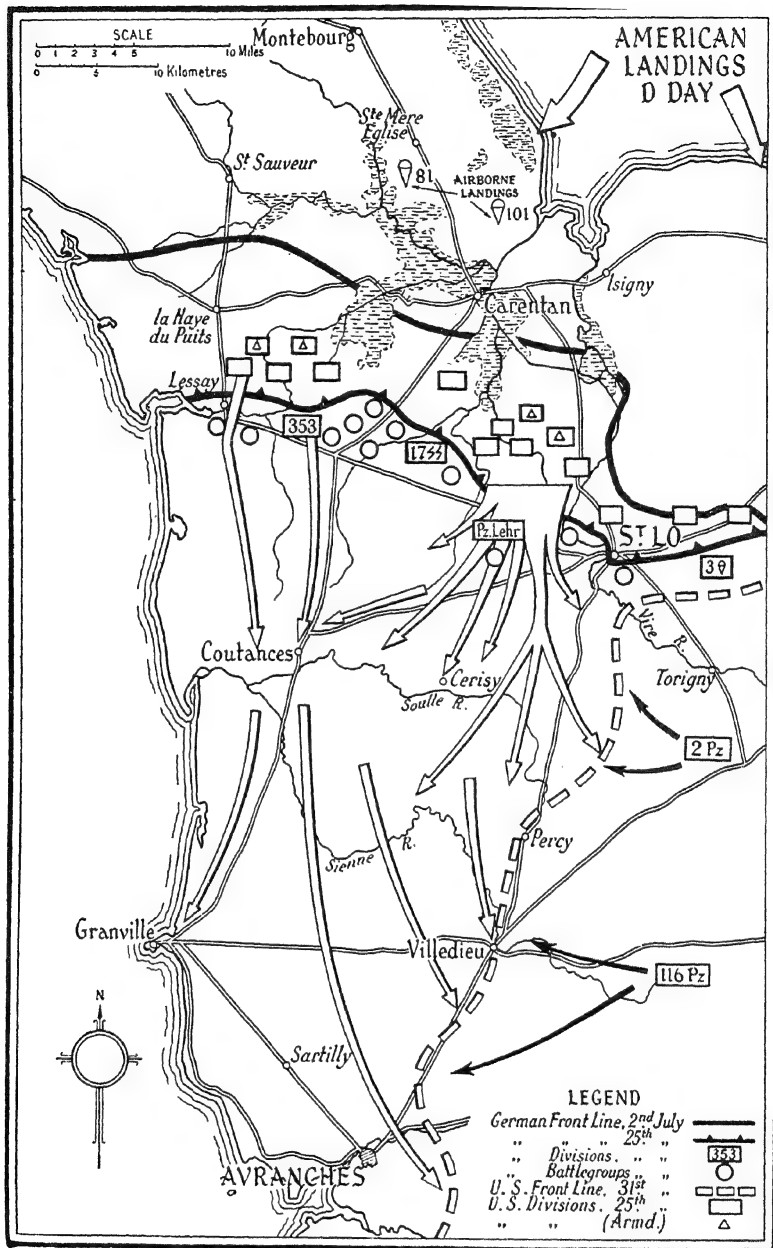 SCALE
0 1 2 3 4 5 10 Miles
0 5 10 Kilometres
Montebourg
AMERICAN
LANDINGS
D DAY
Ste Mère
Eglise
St Sauveur
81
AIRBORNE
LANDINGS
101
Isigny
Carentan
la Haye
du Puits
Lessay
353
17SS
Pz. Lehr
ST LO
3
Vire R.
Coutances
Cerisy
Soulle R.
Torigny
2 Pz
Sienne R.
Percy
Granville
Villedieu
116 Pz
N
Sartilly
AVRANCHES
LEGEND
German Front Line, 2nd July
„ „ „ 25th „
„ Divisions. „ „
353
„ Battlegroups „ „
U.S. Front Line, 31st „
U.S. Divisions. 25th „
„ „ (Armd.) „